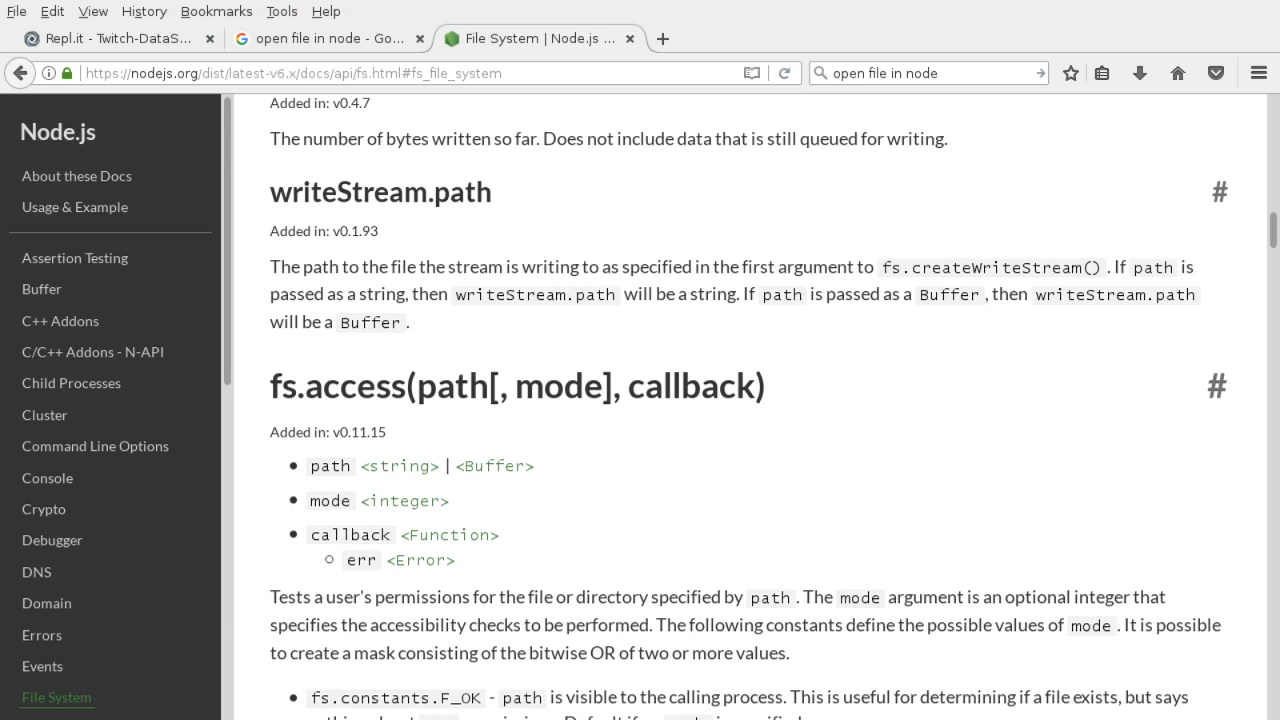 File Edit View History Bookmarks Tools Help
Repl.it - Twitch-DataS... × open file in node - Go... × File System | Node.js ... × +
https://nodejs.org/dist/latest-v6.x/docs/api/fs.html#fs_file_system open file in node
Node.js
About these Docs
Usage & Example
Assertion Testing
Buffer
C++ Addons
C/C++ Addons - N-API
Child Processes
Cluster
Command Line Options
Console
Crypto
Debugger
DNS
Domain
Errors
Events
File System
Added in: v0.4.7
The number of bytes written so far. Does not include data that is still queued for writing.
writeStream.path #
Added in: v0.1.93
The path to the file the stream is writing to as specified in the first argument to fs.createWriteStream(). If path is
passed as a string, then writeStream.path will be a string. If path is passed as a Buffer, then writeStream.path
will be a Buffer.
fs.access(path[, mode], callback) #
Added in: v0.11.15
• path <string> | <Buffer>
• mode <integer>
• callback <Function>
○ err <Error>
Tests a user's permissions for the file or directory specified by path. The mode argument is an optional integer that
specifies the accessibility checks to be performed. The following constants define the possible values of mode. It is possible
to create a mask consisting of the bitwise OR of two or more values.
• fs.constants.F_OK - path is visible to the calling process. This is useful for determining if a file exists, but says